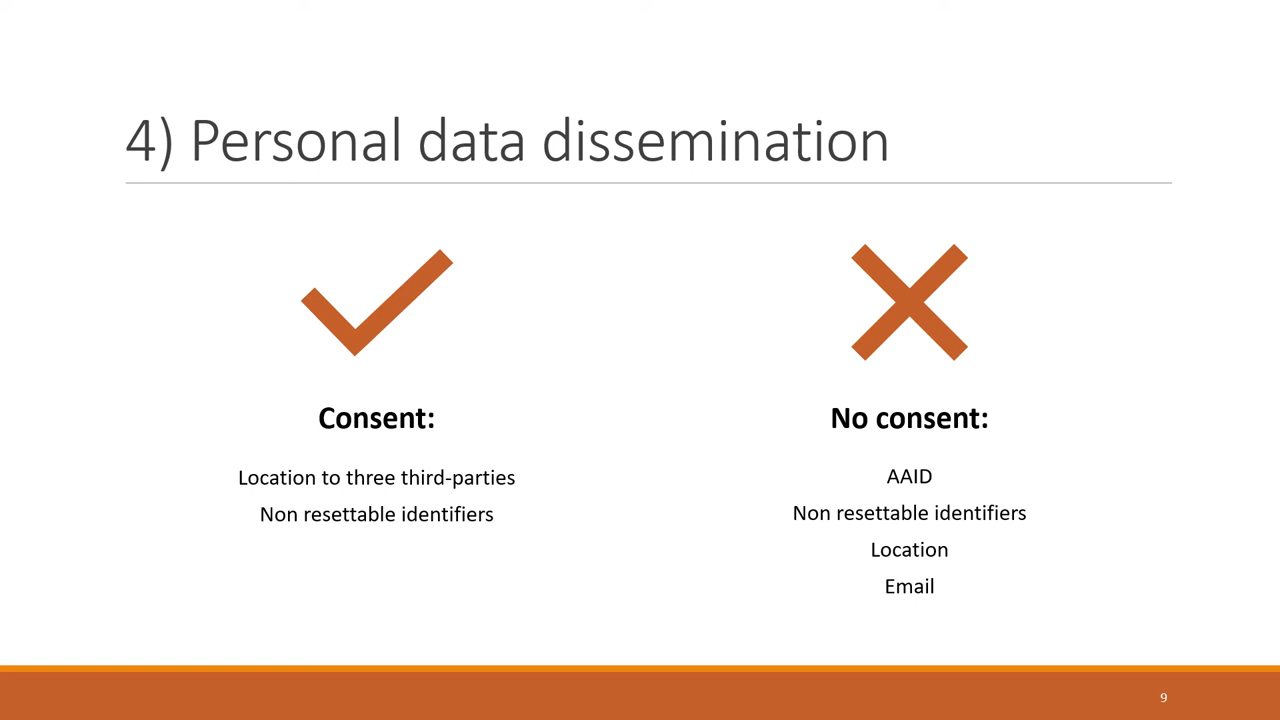 4) Personal data dissemination
Consent:
Location to three third-parties
Non resettable identifiers
No consent:
AAID
Non resettable identifiers
Location
Email
9